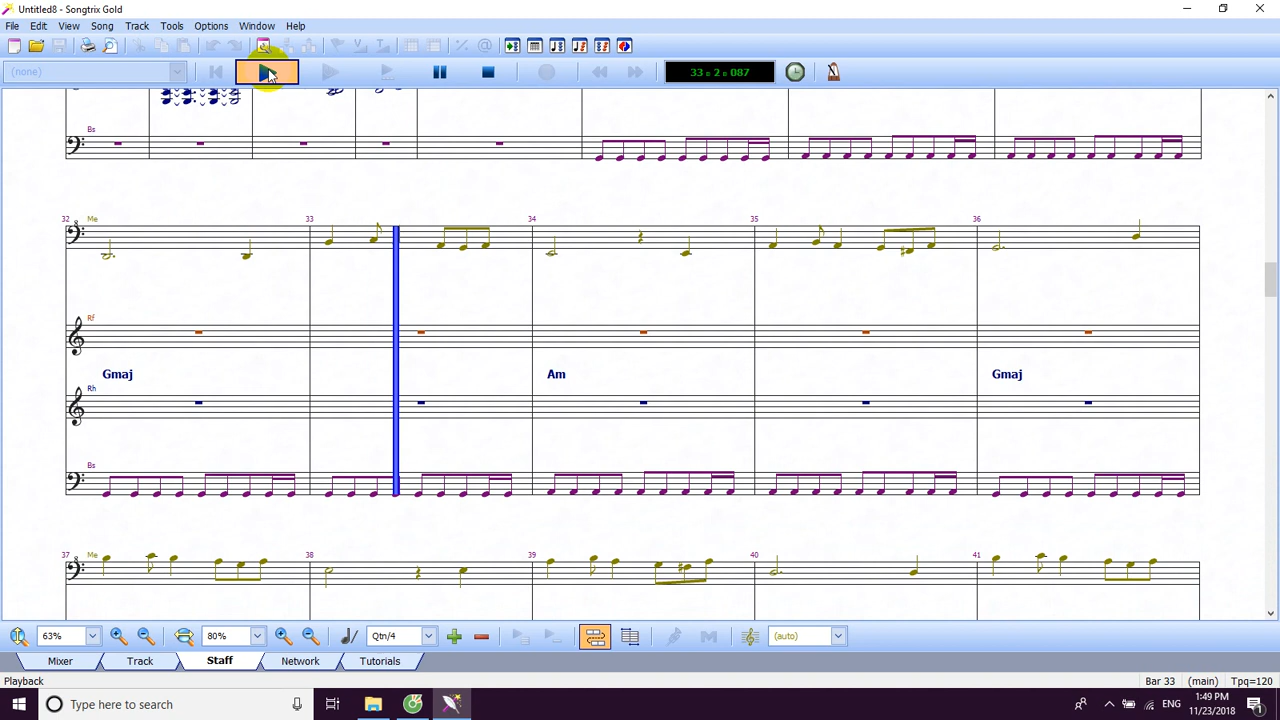 Untitled8 - Songtrix Gold
File Edit View Song Track Tools Options Window Help
(none) 33 : 2 : 087
Bs
32 Me 33 34 35 36
Rf
Gmaj Am Gmaj
Rh
Bs
37 Me 38 39 40 41
63% 80% Qtn/4 (auto)
Mixer Track Staff Network Tutorials
Playback Bar 33 (main) Tpq=120
Type here to search ENG 1:49 PM
11/23/2018 1